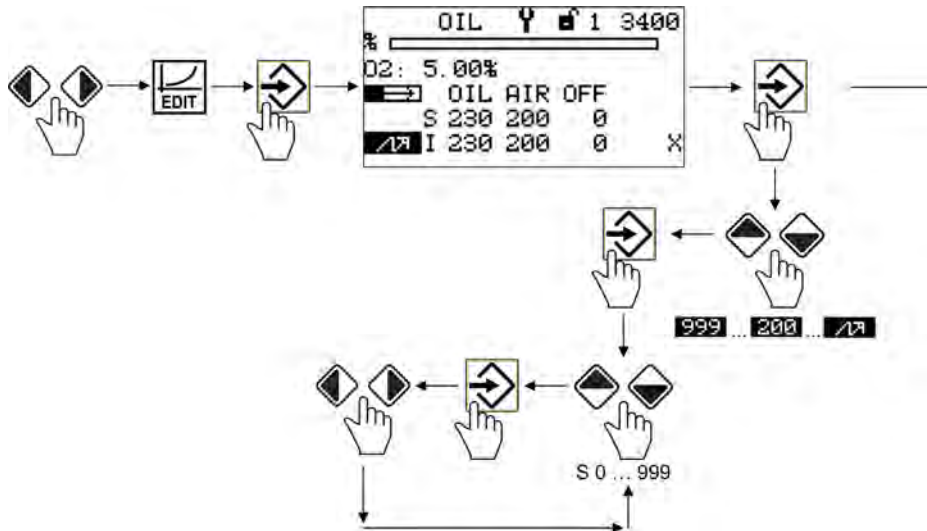 OIL 1 3400
%
O2: 5.00%
EDIT
OIL AIR OFF
S 230 200 0
I 230 200 0 X
999 ... 200 ...
S 0 ... 999